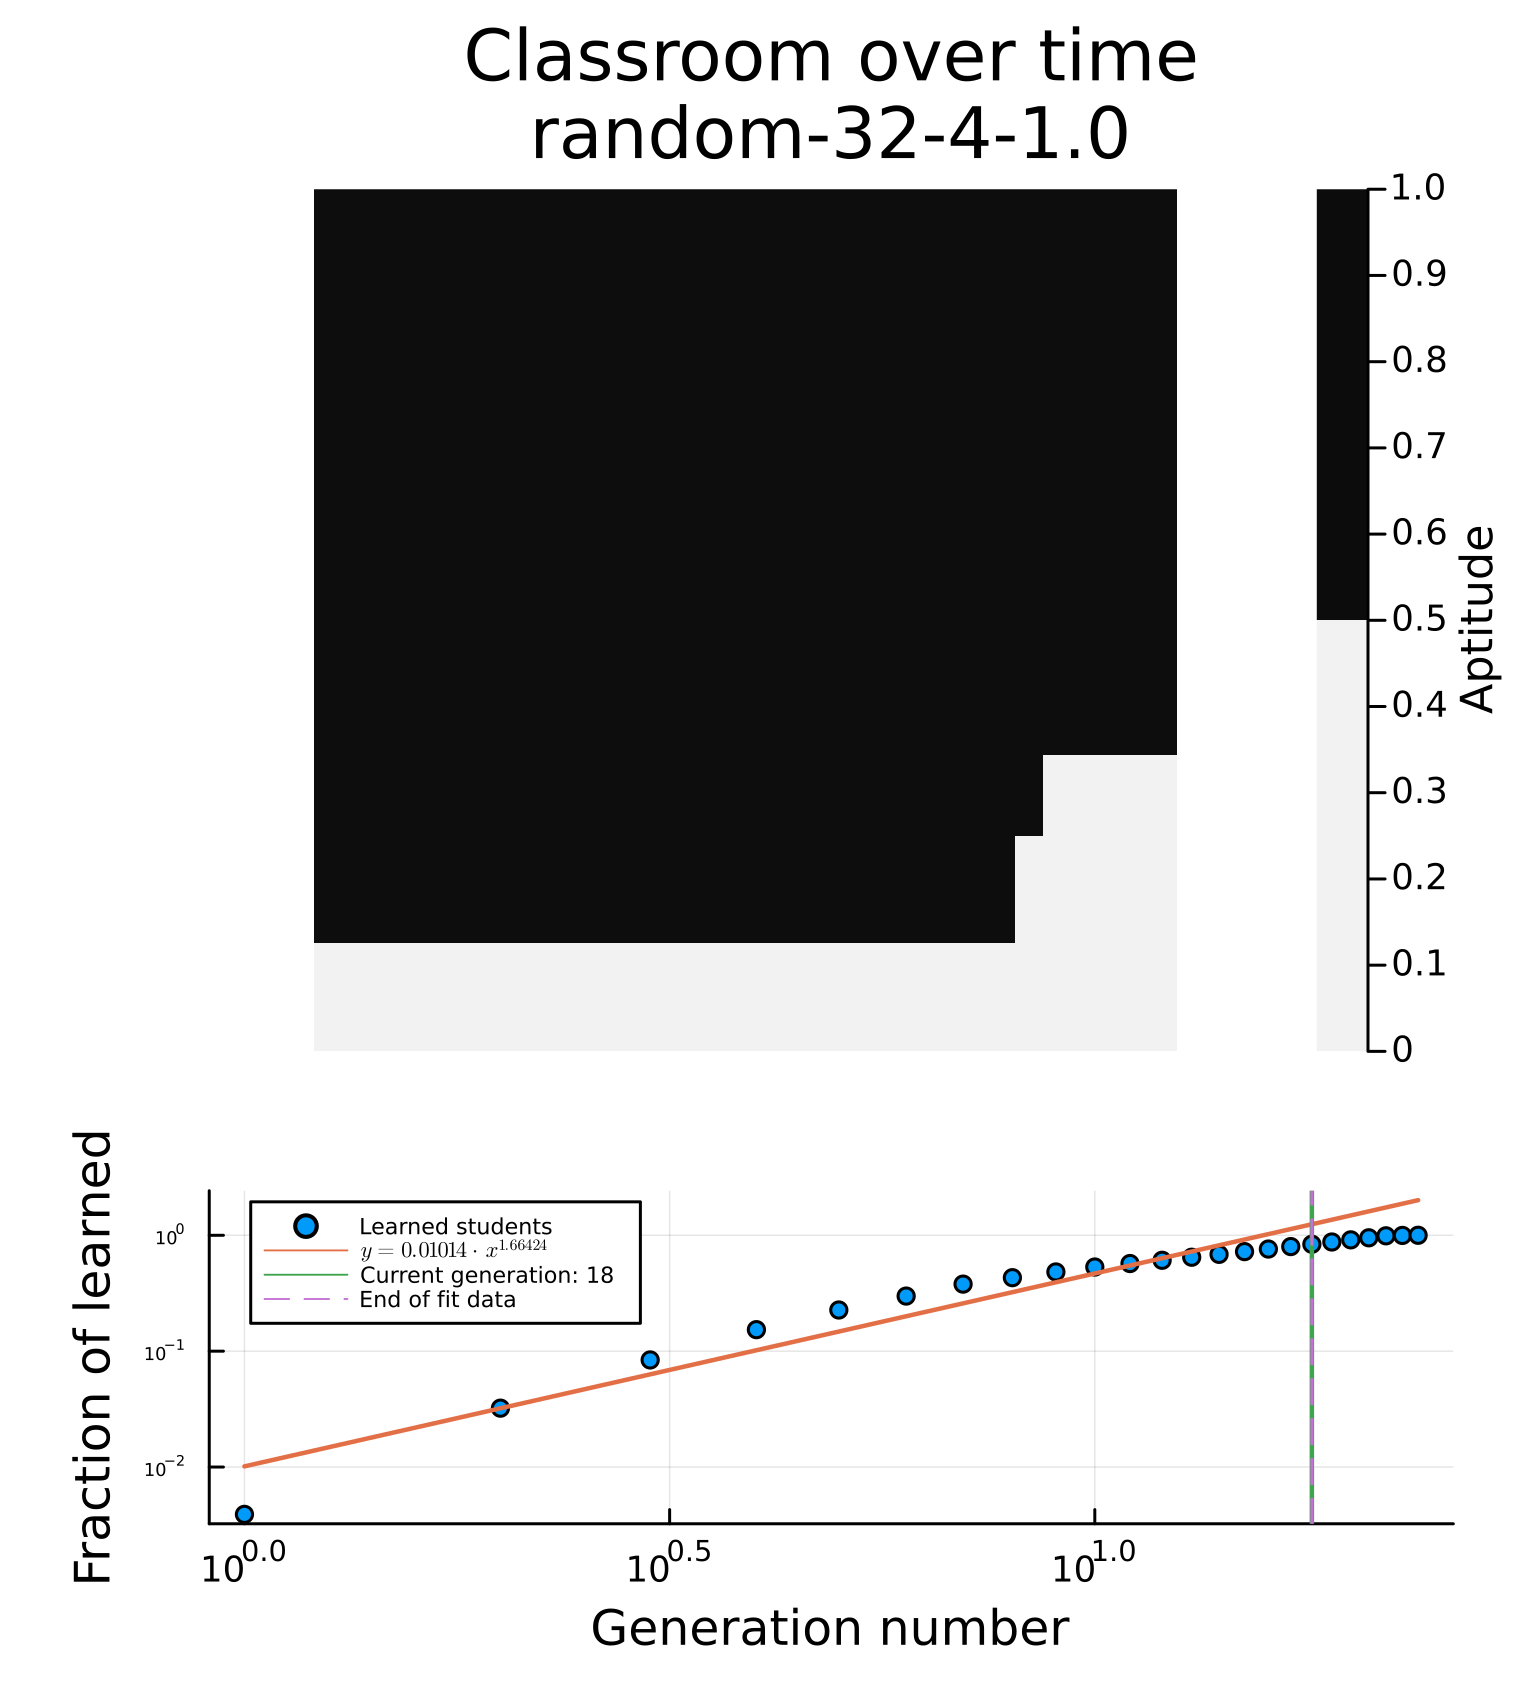 Classroom over time
random-32-4-1.0
1.0
0.9
0.8
0.7
0.6
0.5
0.4
0.3
0.2
0.1
0
Aptitude
Fraction of learned
10^0
10^−1
10^−2
Learned students
y = 0.01014 · x^1.66424
Current generation: 18
End of fit data
10^0.0
10^0.5
10^1.0
Generation number